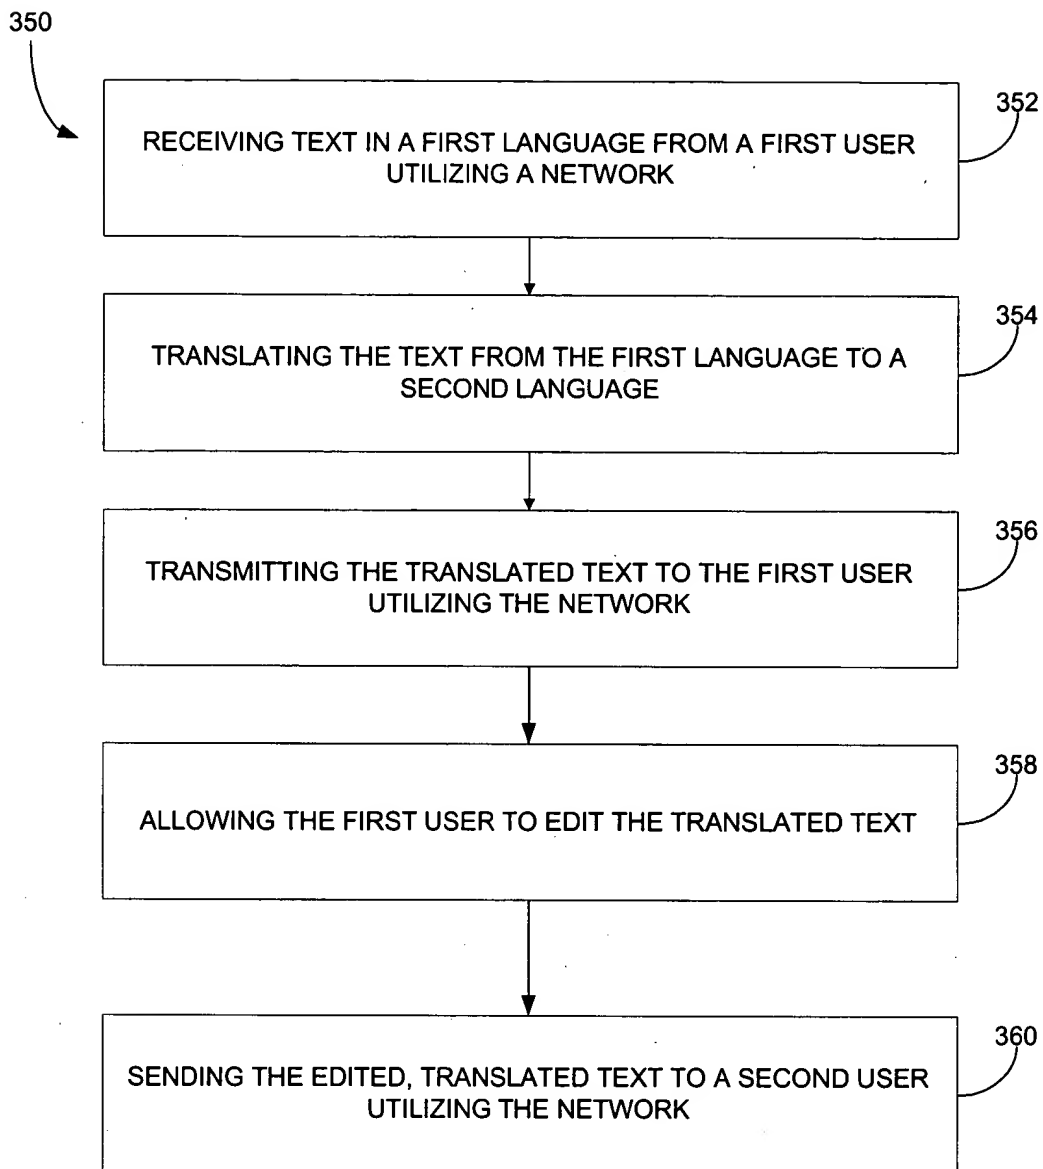 350
352
RECEIVING TEXT IN A FIRST LANGUAGE FROM A FIRST USER
UTILIZING A NETWORK
354
TRANSLATING THE TEXT FROM THE FIRST LANGUAGE TO A
SECOND LANGUAGE
356
TRANSMITTING THE TRANSLATED TEXT TO THE FIRST USER
UTILIZING THE NETWORK
358
ALLOWING THE FIRST USER TO EDIT THE TRANSLATED TEXT
360
SENDING THE EDITED, TRANSLATED TEXT TO A SECOND USER
UTILIZING THE NETWORK